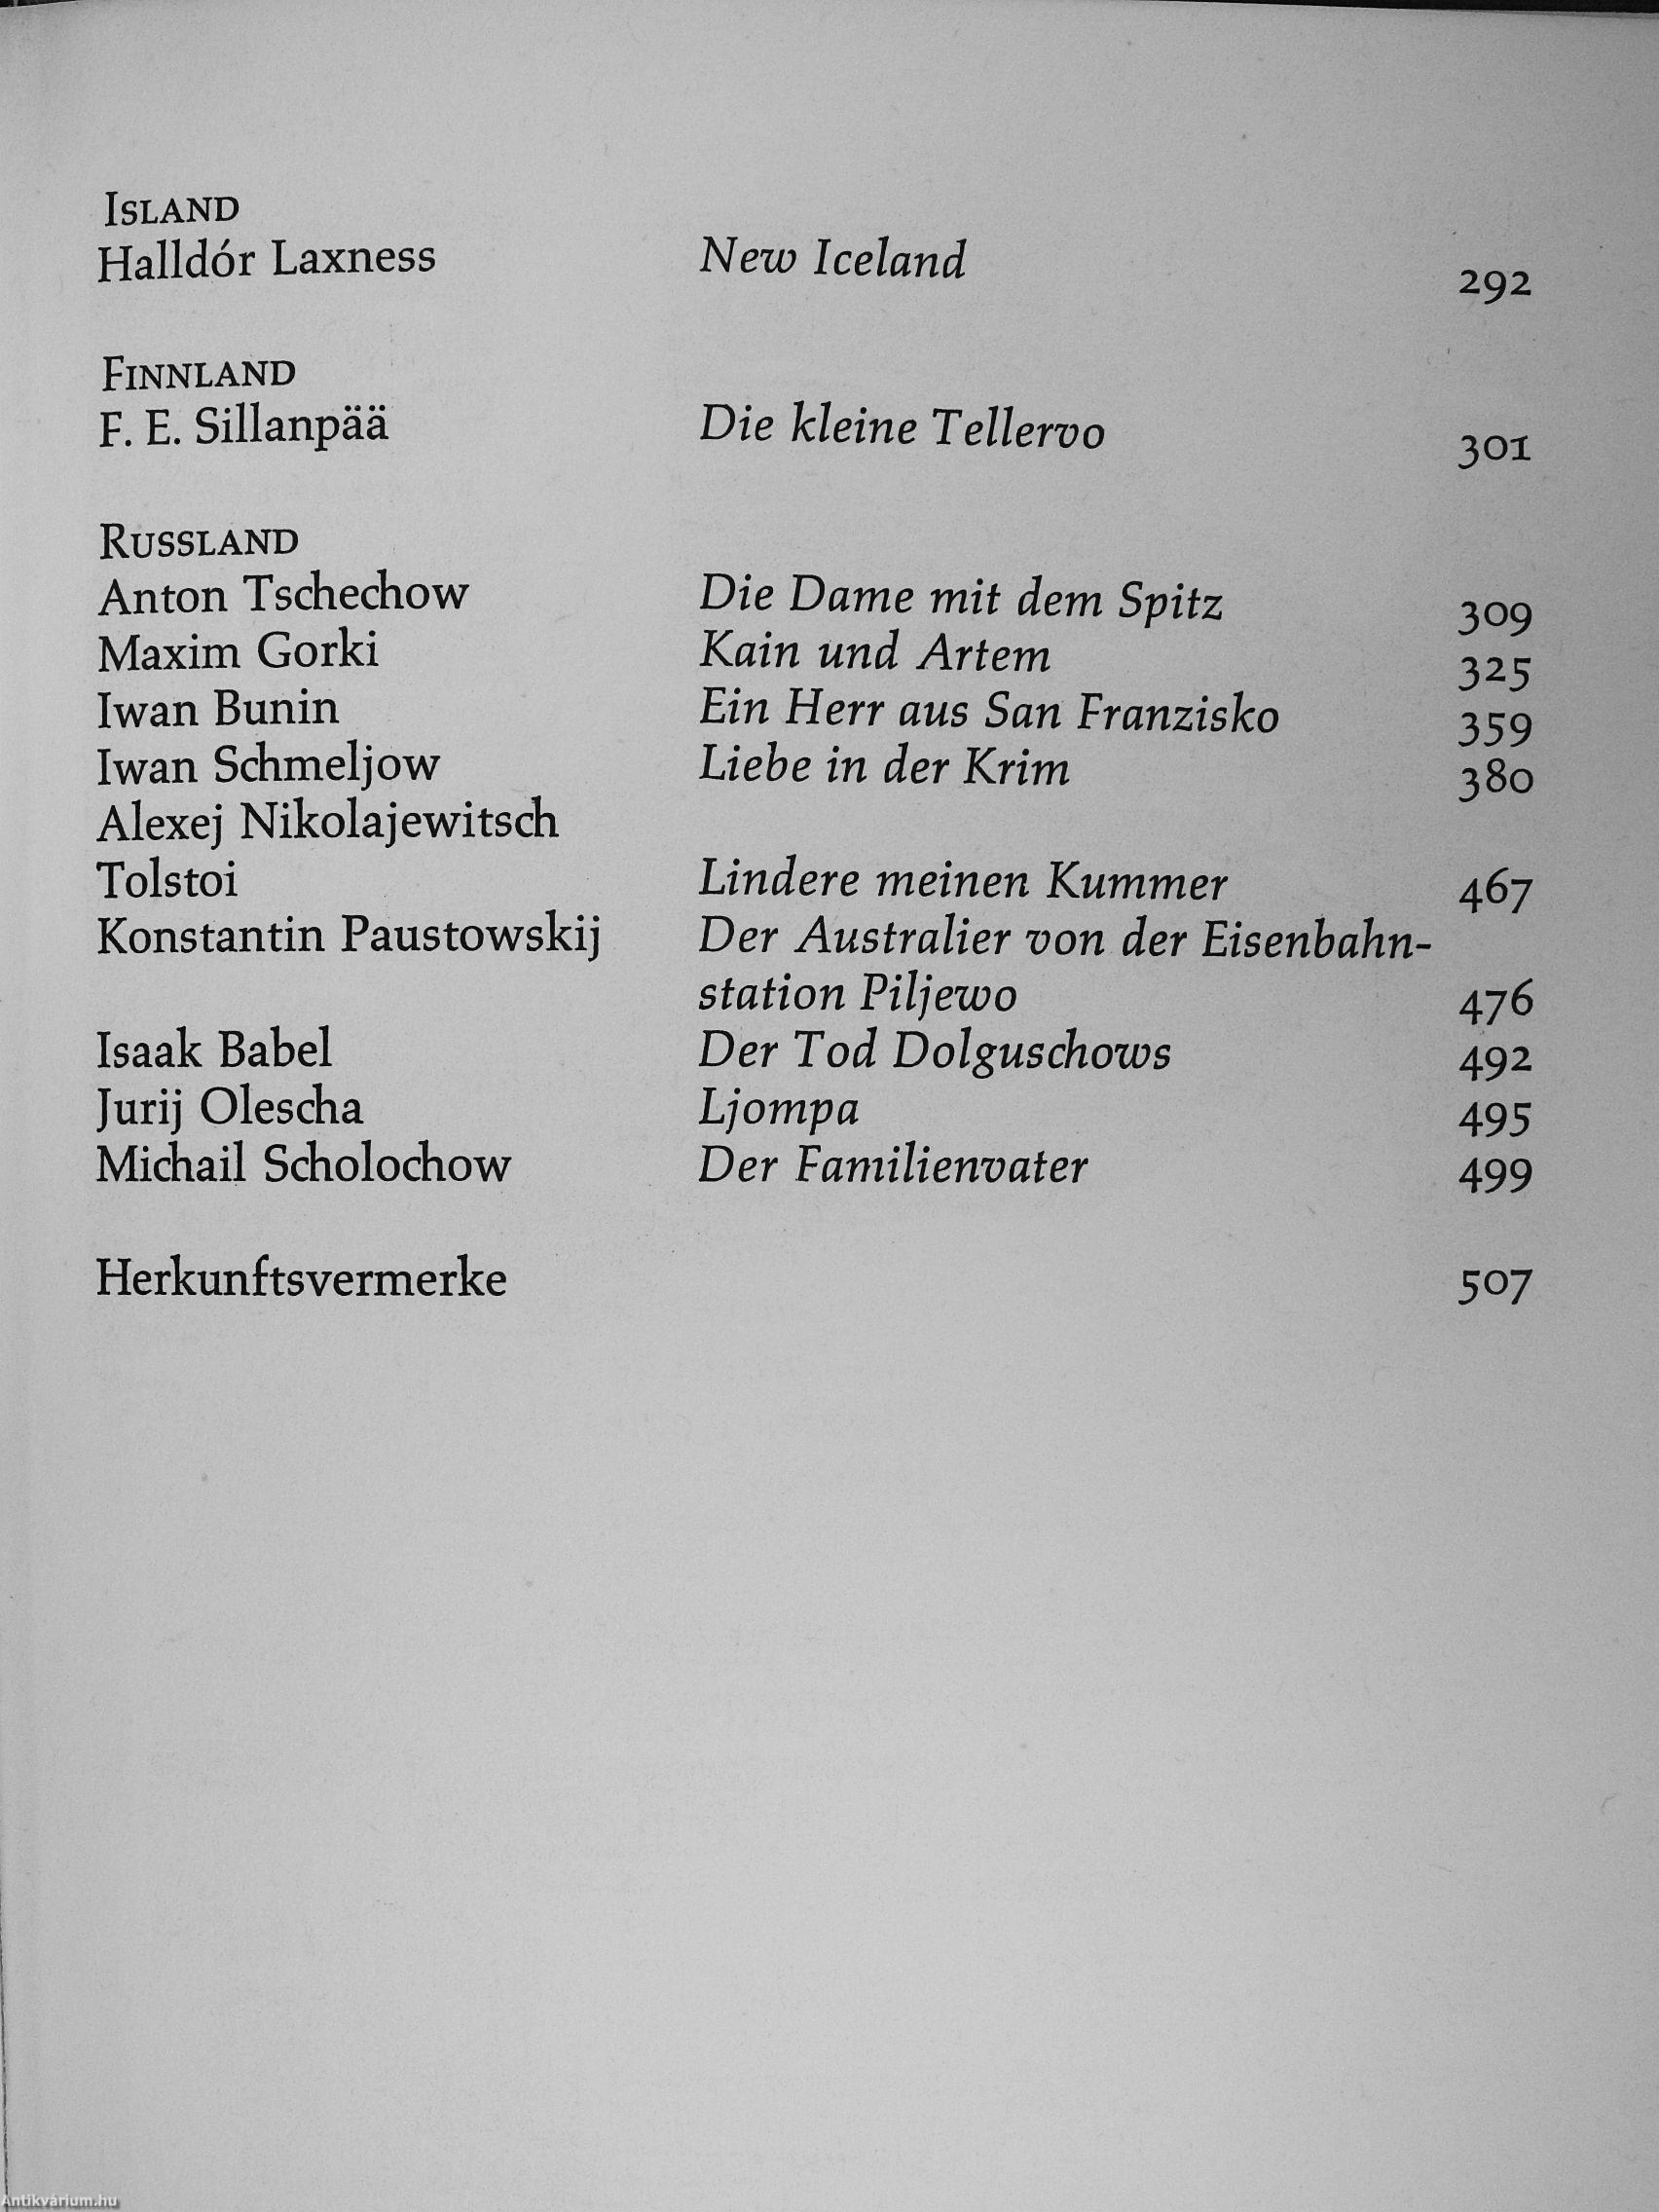 ISLAND
Halldór Laxness New Iceland 292
FINNLAND
F. E. Sillanpää Die kleine Tellervo 301
RUSSLAND
Anton Tschechow Die Dame mit dem Spitz 309
Maxim Gorki Kain und Artem 325
Iwan Bunin Ein Herr aus San Franzisko 359
Iwan Schmeljow Liebe in der Krim 380
Alexej Nikolajewitsch
Tolstoi Lindere meinen Kummer 467
Konstantin Paustowskij Der Australier von der Eisenbahn-
station Piljewo 476
Isaak Babel Der Tod Dolguschows 492
Jurij Olescha Ljompa 495
Michail Scholochow Der Familienvater 499
Herkunftsvermerke 507
Antikvárium.hu